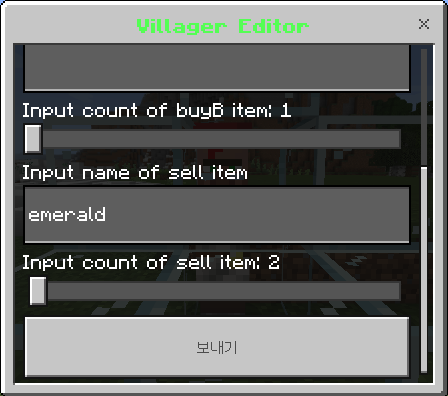 Villager Editor
Input count of buyB item: 1
Input name of sell item
emerald
Input count of sell item: 2
보내기